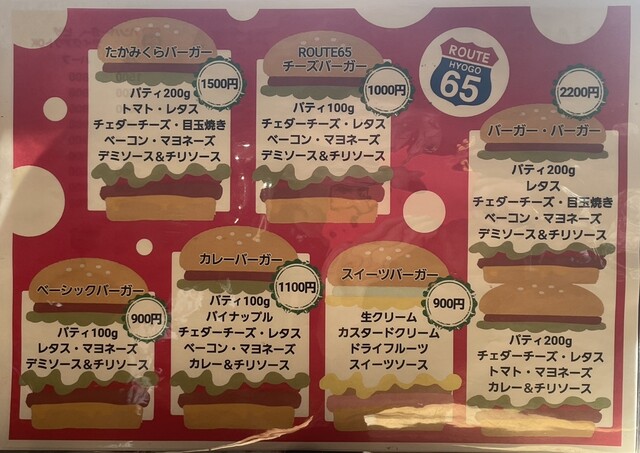 たかみくらバーガー
1500円
パティ200g
トマト・レタス
チェダーチーズ・目玉焼き
ベーコン・マヨネーズ
デミソース＆チリソース
ROUTE65
チーズバーガー
1000円
パティ100g
チェダーチーズ・レタス
ベーコン・マヨネーズ
デミソース＆チリソース
ROUTE
HYOGO
65
2200円
バーガー・バーガー
パティ200g
レタス
チェダーチーズ・目玉焼き
ベーコン・マヨネーズ
デミソース＆チリソース
パティ200g
チェダーチーズ・レタス
トマト・マヨネーズ
カレー＆チリソース
ベーシックバーガー
900円
パティ100g
レタス・マヨネーズ
デミソース＆チリソース
カレーバーガー
1100円
パティ100g
パイナップル
チェダーチーズ・レタス
ベーコン・マヨネーズ
カレー＆チリソース
スイーツバーガー
900円
生クリーム
カスタードクリーム
ドライフルーツ
スイーツソース